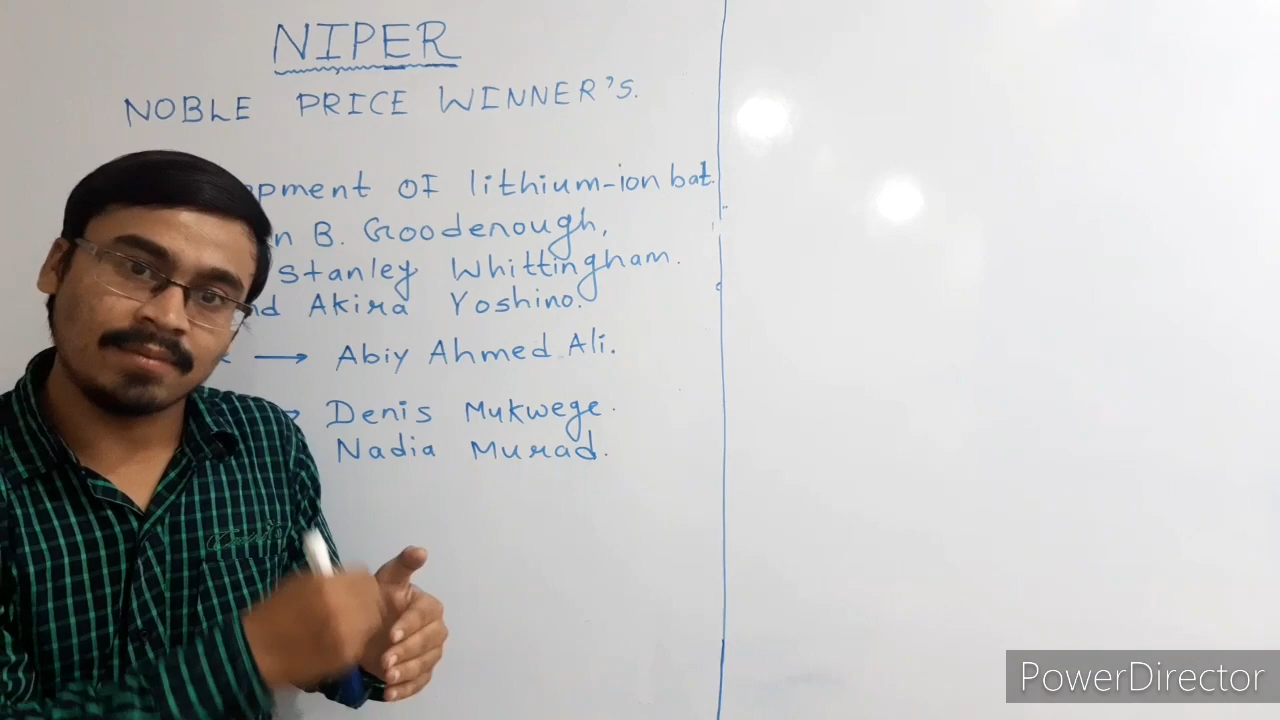 NIPER
NOBLE PRICE WINNER'S.
pment OF lithium-ion bat.
n B. Goodenough,
Stanley Whittingham.
nd Akira Yoshino.
→ Abiy Ahmed Ali.
Denis Mukwege.
Nadia Murad.
PowerDirector